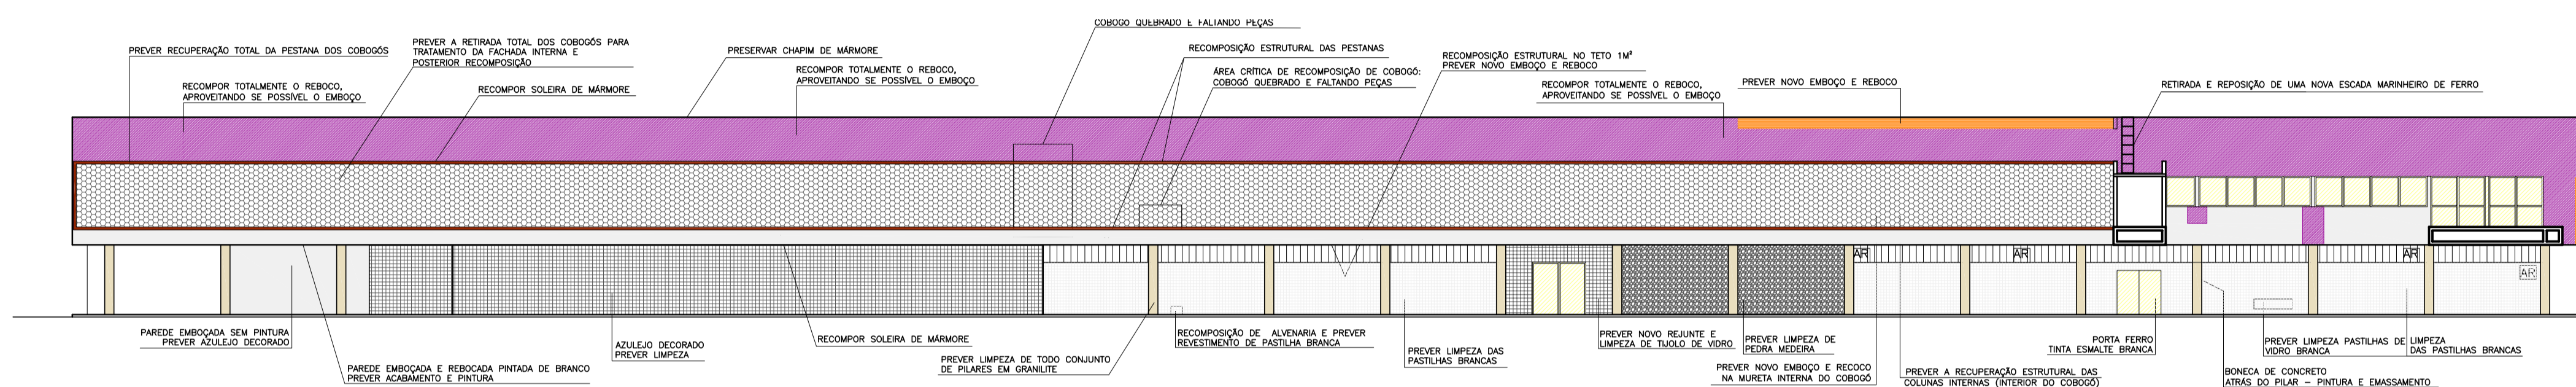 COBOGÓ QUEBRADO E FALTANDO PEÇAS
PREVER RECUPERAÇÃO TOTAL DA PESTANA DOS COBOGÓS
PREVER A RETIRADA TOTAL DOS COBOGÓS PARA
TRATAMENTO DA FACHADA INTERNA E
POSTERIOR RECOMPOSIÇÃO
PRESERVAR CHAPIM DE MÁRMORE
RECOMPOSIÇÃO ESTRUTURAL DAS PESTANAS
RECOMPOSIÇÃO ESTRUTURAL NO TETO 1M²
PREVER NOVO EMBOÇO E REBOCO
RECOMPOR TOTALMENTE O REBOCO,
APROVEITANDO SE POSSÍVEL O EMBOÇO
RECOMPOR SOLEIRA DE MÁRMORE
RECOMPOR TOTALMENTE O REBOCO,
APROVEITANDO SE POSSÍVEL O EMBOÇO
ÁREA CRÍTICA DE RECOMPOSIÇÃO DE COBOGÓ:
COBOGÓ QUEBRADO E FALTANDO PEÇAS
RECOMPOR TOTALMENTE O REBOCO,
APROVEITANDO SE POSSÍVEL O EMBOÇO
PREVER NOVO EMBOÇO E REBOCO
RETIRADA E REPOSIÇÃO DE UMA NOVA ESCADA MARINHEIRO DE FERRO
AR
AR
AR
AR
PAREDE EMBOÇADA SEM PINTURA
PREVER AZULEJO DECORADO
PAREDE EMBOÇADA E REBOCADA PINTADA DE BRANCO
PREVER ACABAMENTO E PINTURA
AZULEJO DECORADO
PREVER LIMPEZA
RECOMPOR SOLEIRA DE MÁRMORE
PREVER LIMPEZA DE TODO CONJUNTO
DE PILARES EM GRANILITE
RECOMPOSIÇÃO DE ALVENARIA E PREVER
REVESTIMENTO DE PASTILHA BRANCA
PREVER LIMPEZA DAS
PASTILHAS BRANCAS
PREVER NOVO REJUNTE E
LIMPEZA DE TIJOLO DE VIDRO
PREVER LIMPEZA DE
PEDRA MEDEIRA
PREVER NOVO EMBOÇO E RECOCO
NA MURETA INTERNA DO COBOGÓ
PREVER A RECUPERAÇÃO ESTRUTURAL DAS
COLUNAS INTERNAS (INTERIOR DO COBOGÓ)
PORTA FERRO
TINTA ESMALTE BRANCA
BONECA DE CONCRETO
ATRÁS DO PILAR – PINTURA E EMASSAMENTO
PREVER LIMPEZA PASTILHAS DE
VIDRO BRANCA
LIMPEZA
DAS PASTILHAS BRANCAS